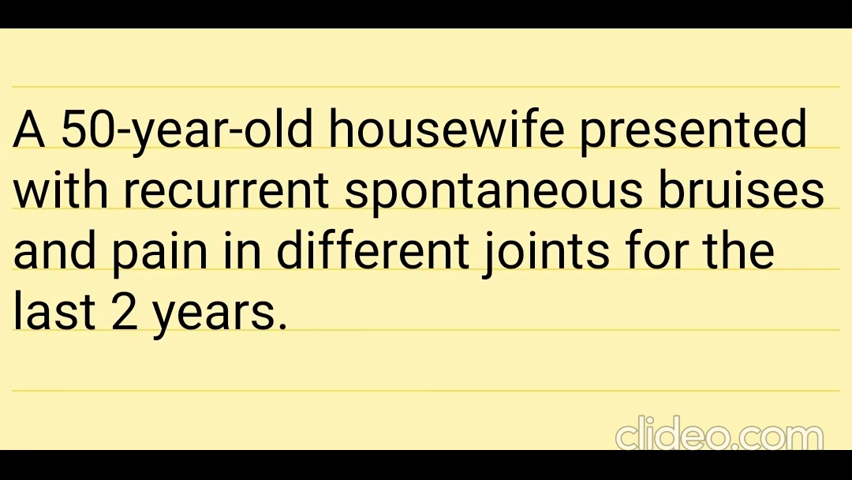 A 50-year-old housewife presented
with recurrent spontaneous bruises
and pain in different joints for the
last 2 years.
clideo.com